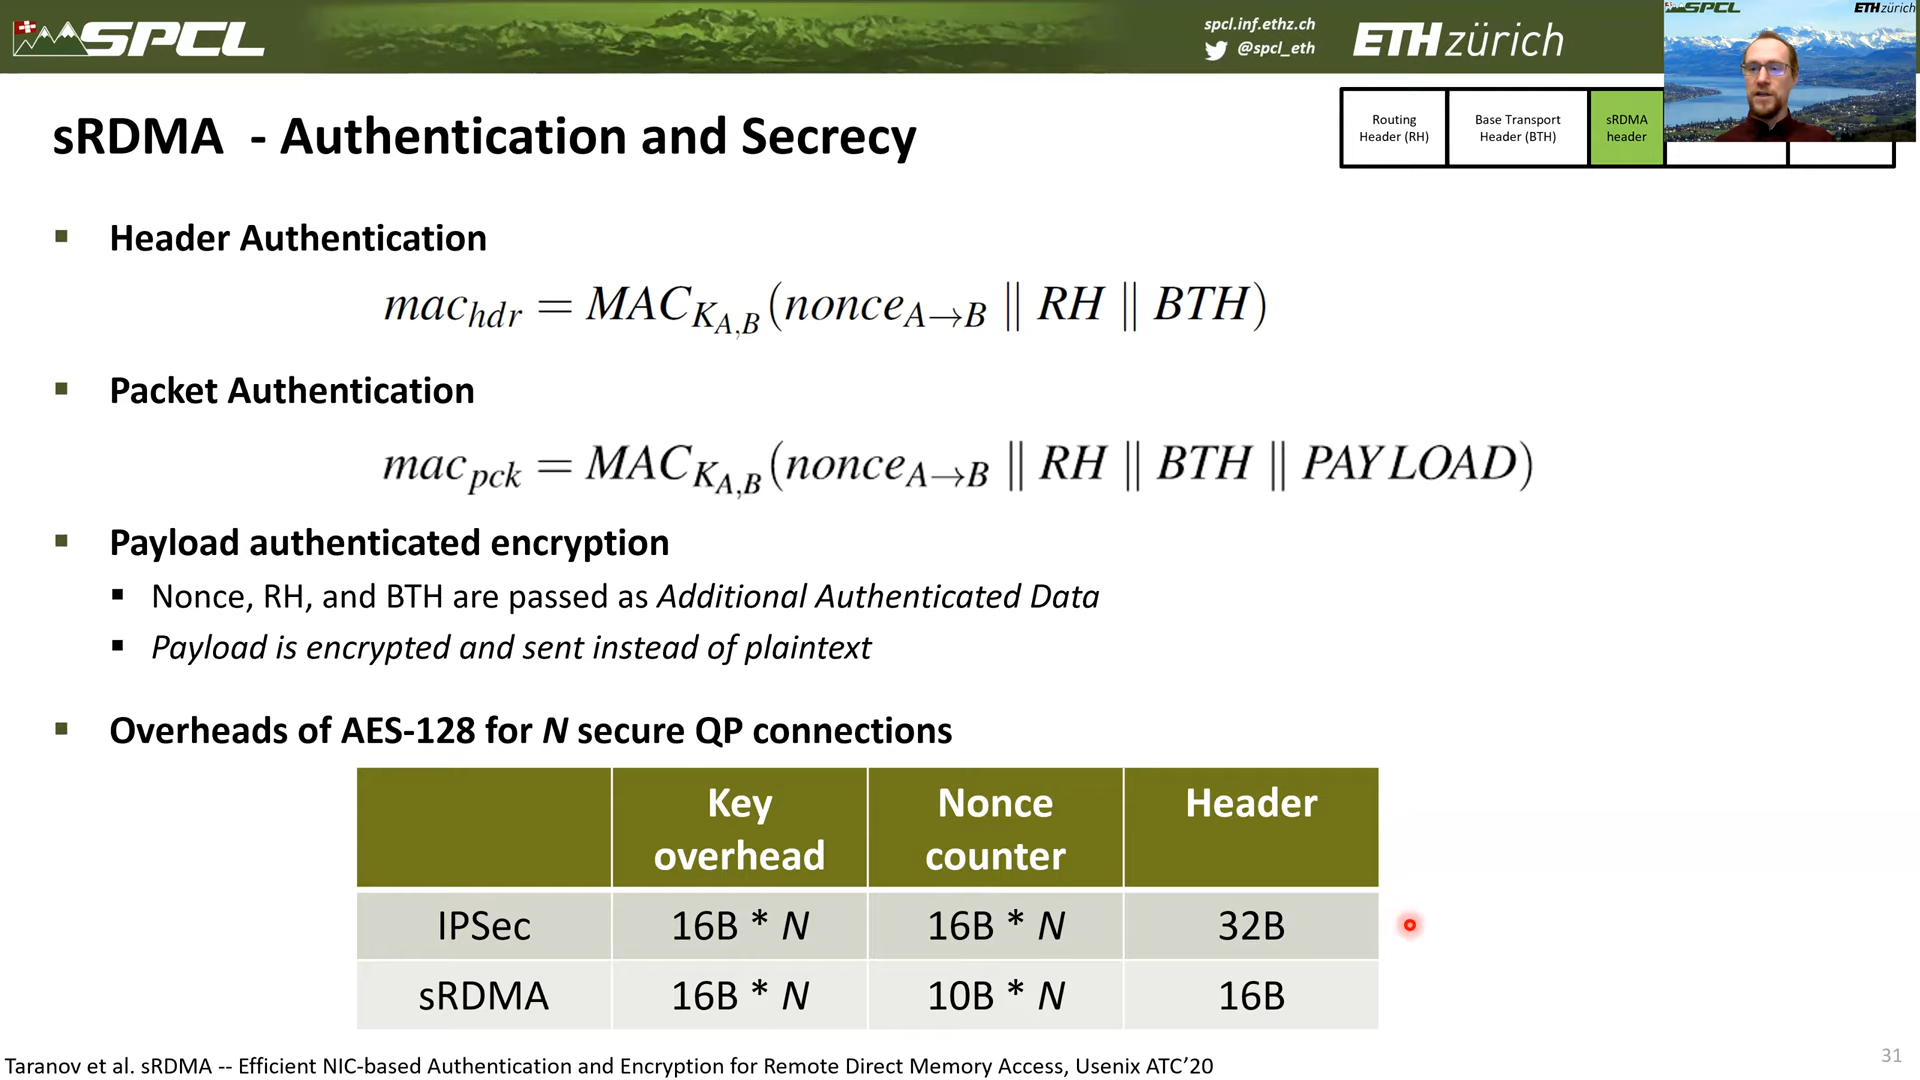 SPCL
spcl.inf.ethz.ch
@spcl_eth
ETH zürich
SPCL
ETH zürich
sRDMA - Authentication and Secrecy
Routing
Header (RH)
Base Transport
Header (BTH)
sRDMA
header
▪ Header Authentication
mac_hdr = MAC_K_A,B (nonce_A→B ∥ RH ∥ BTH)
▪ Packet Authentication
mac_pck = MAC_K_A,B (nonce_A→B ∥ RH ∥ BTH ∥ PAYLOAD)
▪ Payload authenticated encryption
▪ Nonce, RH, and BTH are passed as Additional Authenticated Data
▪ Payload is encrypted and sent instead of plaintext
▪ Overheads of AES-128 for N secure QP connections
Key overhead Nonce counter Header
IPSec 16B * N 16B * N 32B
sRDMA 16B * N 10B * N 16B
Taranov et al. sRDMA -- Efficient NIC-based Authentication and Encryption for Remote Direct Memory Access, Usenix ATC’20
31